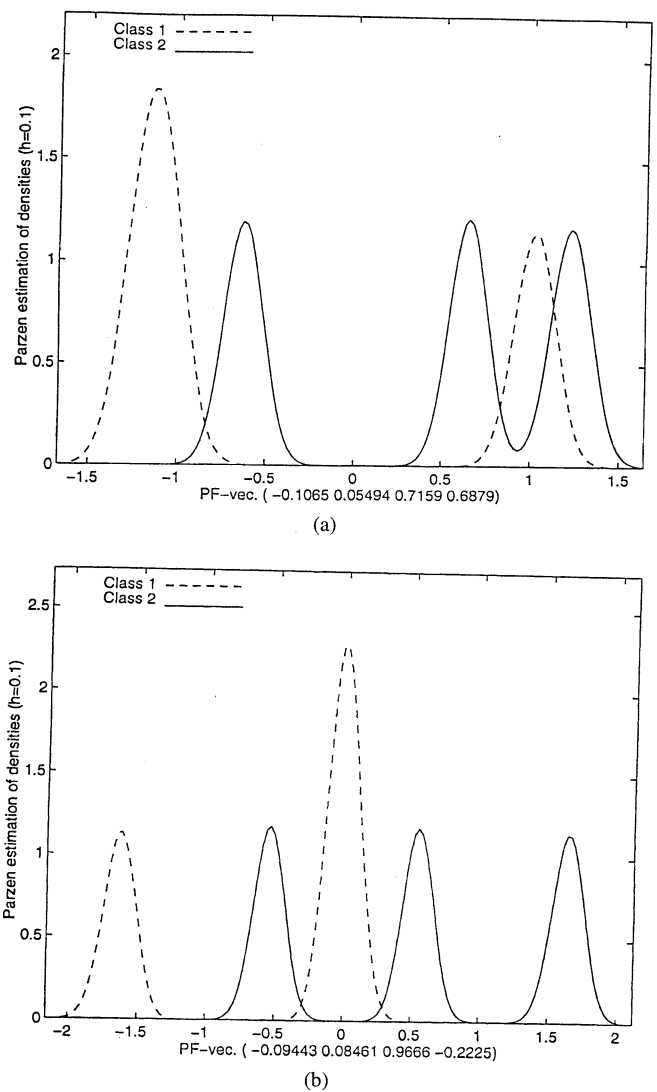 Class 1
Class 2
Parzen estimation of densities (h=0.1)
2
1.5
1
0.5
0
−1.5 −1 −0.5 0 0.5 1 1.5
PF−vec. ( −0.1065 0.05494 0.7159 0.6879)
(a)
Class 1
Class 2
Parzen estimation of densities (h=0.1)
2.5
2
1.5
1
0.5
0
−2 −1.5 −1 −0.5 0 0.5 1 1.5 2
PF−vec. ( −0.09443 0.08461 0.9666 −0.2225)
(b)